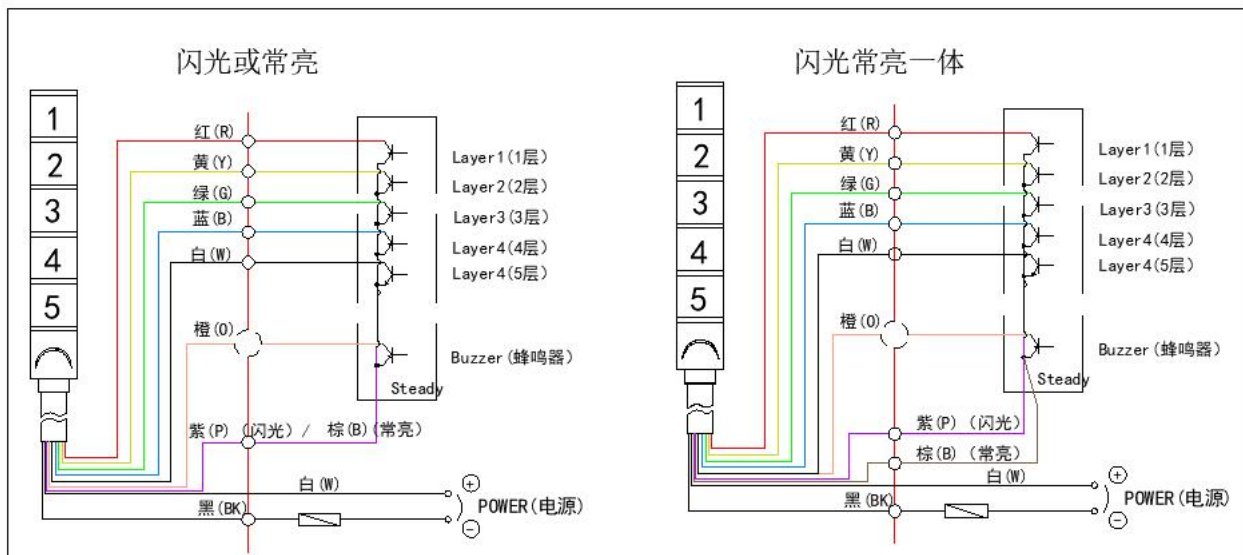 闪光或常亮
1
2
3
4
5
红(R)
黄(Y)
绿(G)
蓝(B)
白(W)
橙(O)
Layer1(1层)
Layer2(2层)
Layer3(3层)
Layer4(4层)
Layer4(5层)
Buzzer(蜂鸣器)
Steady
紫(P) (闪光) / 棕(B)(常亮)
白(W)
黑(BK)
+
POWER(电源)
-
闪光常亮一体
1
2
3
4
5
红(R)
黄(Y)
绿(G)
蓝(B)
白(W)
橙(O)
Layer1(1层)
Layer2(2层)
Layer3(3层)
Layer4(4层)
Layer4(5层)
Buzzer(蜂鸣器)
Steady
紫(P) (闪光)
棕(B) (常亮)
白(W)
黑(BK)
+
POWER(电源)
-